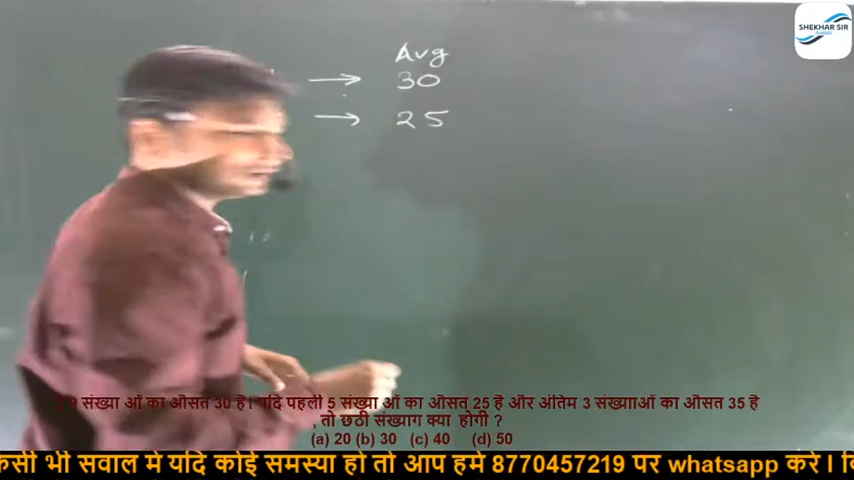 SHEKHAR SIR
Avg
→ 30
→ 25
9 संख्या ओं का औसत 30 है। यदि पहली 5 संख्या ओं का औसत 25 है और अंतिम 3 संख्यााओं का औसत 35 है
, तो छठी संख्याग क्या होगी ?
(a) 20 (b) 30 (c) 40 (d) 50
किसी भी सवाल मे यदि कोई समस्या हो तो आप हमे 8770457219 पर whatsapp करे ।